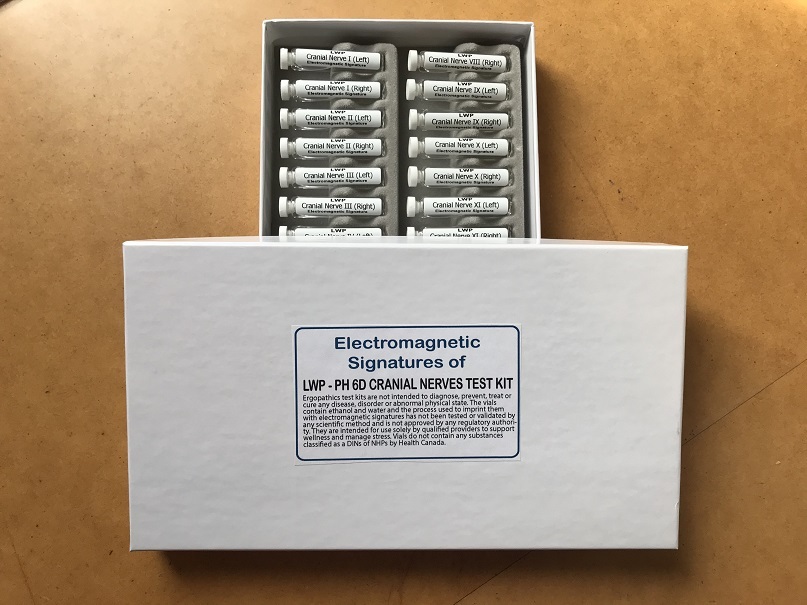 LWP
Cranial Nerve I (Left)
Electromagnetic Signature
LWP
Cranial Nerve I (Right)
Electromagnetic Signature
LWP
Cranial Nerve II (Left)
Electromagnetic Signature
LWP
Cranial Nerve II (Right)
Electromagnetic Signature
LWP
Cranial Nerve III (Left)
Electromagnetic Signature
LWP
Cranial Nerve III (Right)
Electromagnetic Signature
LWP
Cranial Nerve IV (Left)
LWP
Cranial Nerve VIII (Right)
Electromagnetic Signature
LWP
Cranial Nerve IX (Left)
Electromagnetic Signature
LWP
Cranial Nerve IX (Right)
Electromagnetic Signature
LWP
Cranial Nerve X (Left)
Electromagnetic Signature
LWP
Cranial Nerve X (Right)
Electromagnetic Signature
LWP
Cranial Nerve XI (Left)
Electromagnetic Signature
LWP
Cranial Nerve XI (Right)
Electromagnetic
Signatures of
LWP - PH 6D CRANIAL NERVES TEST KIT
Ergopathics test kits are not intended to diagnose, prevent, treat or
cure any disease, disorder or abnormal physical state. The vials
contain ethanol and water and the process used to imprint them
with electromagnetic signatures has not been tested or validated by
any scientific method and is not approved by any regulatory authori-
ty. They are intended for use solely by qualified providers to support
wellness and manage stress. Vials do not contain any substances
classified as a DINs of NHPs by Health Canada.